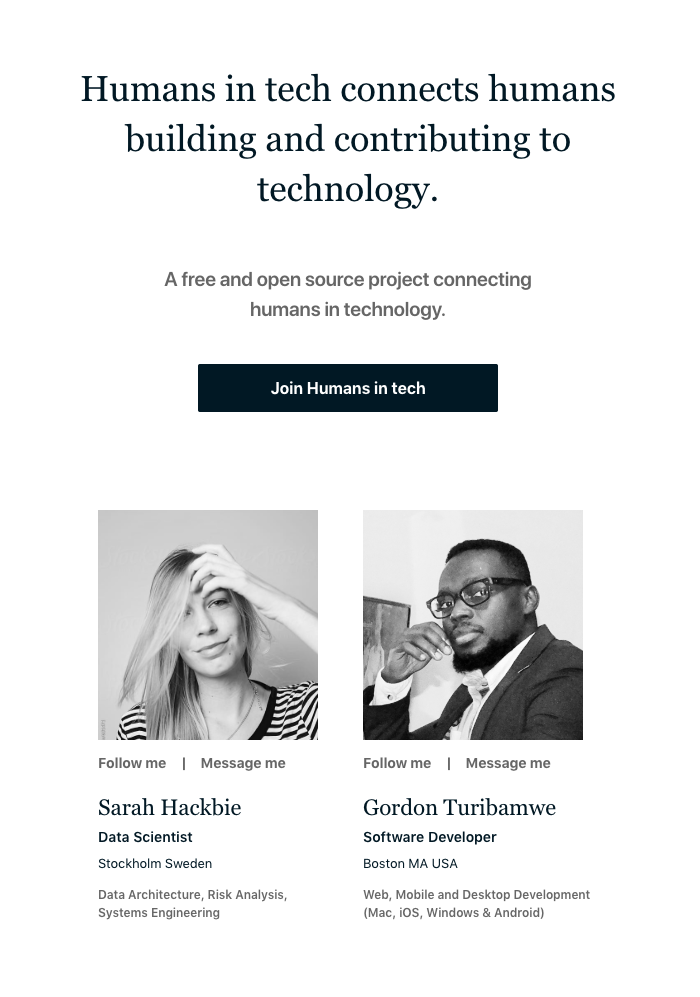 Humans in tech connects humans
building and contributing to
technology.
A free and open source project connecting
humans in technology.
Join Humans in tech
Follow me | Message me
Sarah Hackbie
Data Scientist
Stockholm Sweden
Data Architecture, Risk Analysis,
Systems Engineering
Follow me | Message me
Gordon Turibamwe
Software Developer
Boston MA USA
Web, Mobile and Desktop Development
(Mac, iOS, Windows & Android)